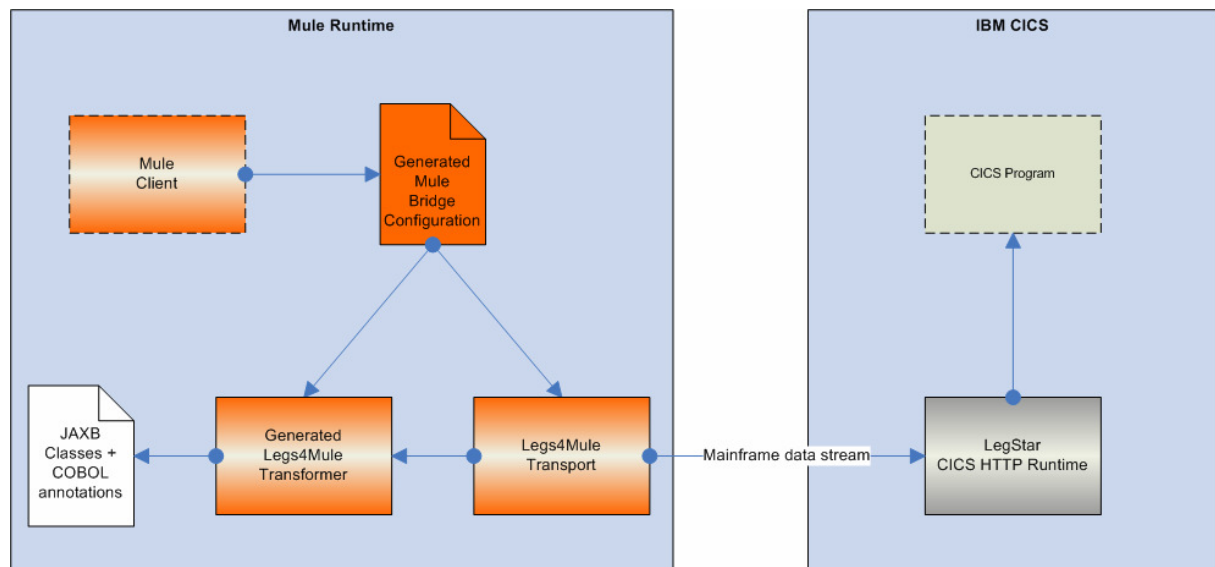 Mule Runtime
IBM CICS
Mule
Client
Generated
Mule
Bridge
Configuration
CICS Program
JAXB
Classes +
COBOL
annotations
Generated
Legs4Mule
Transformer
Legs4Mule
Transport
Mainframe data stream
LegStar
CICS HTTP Runtime